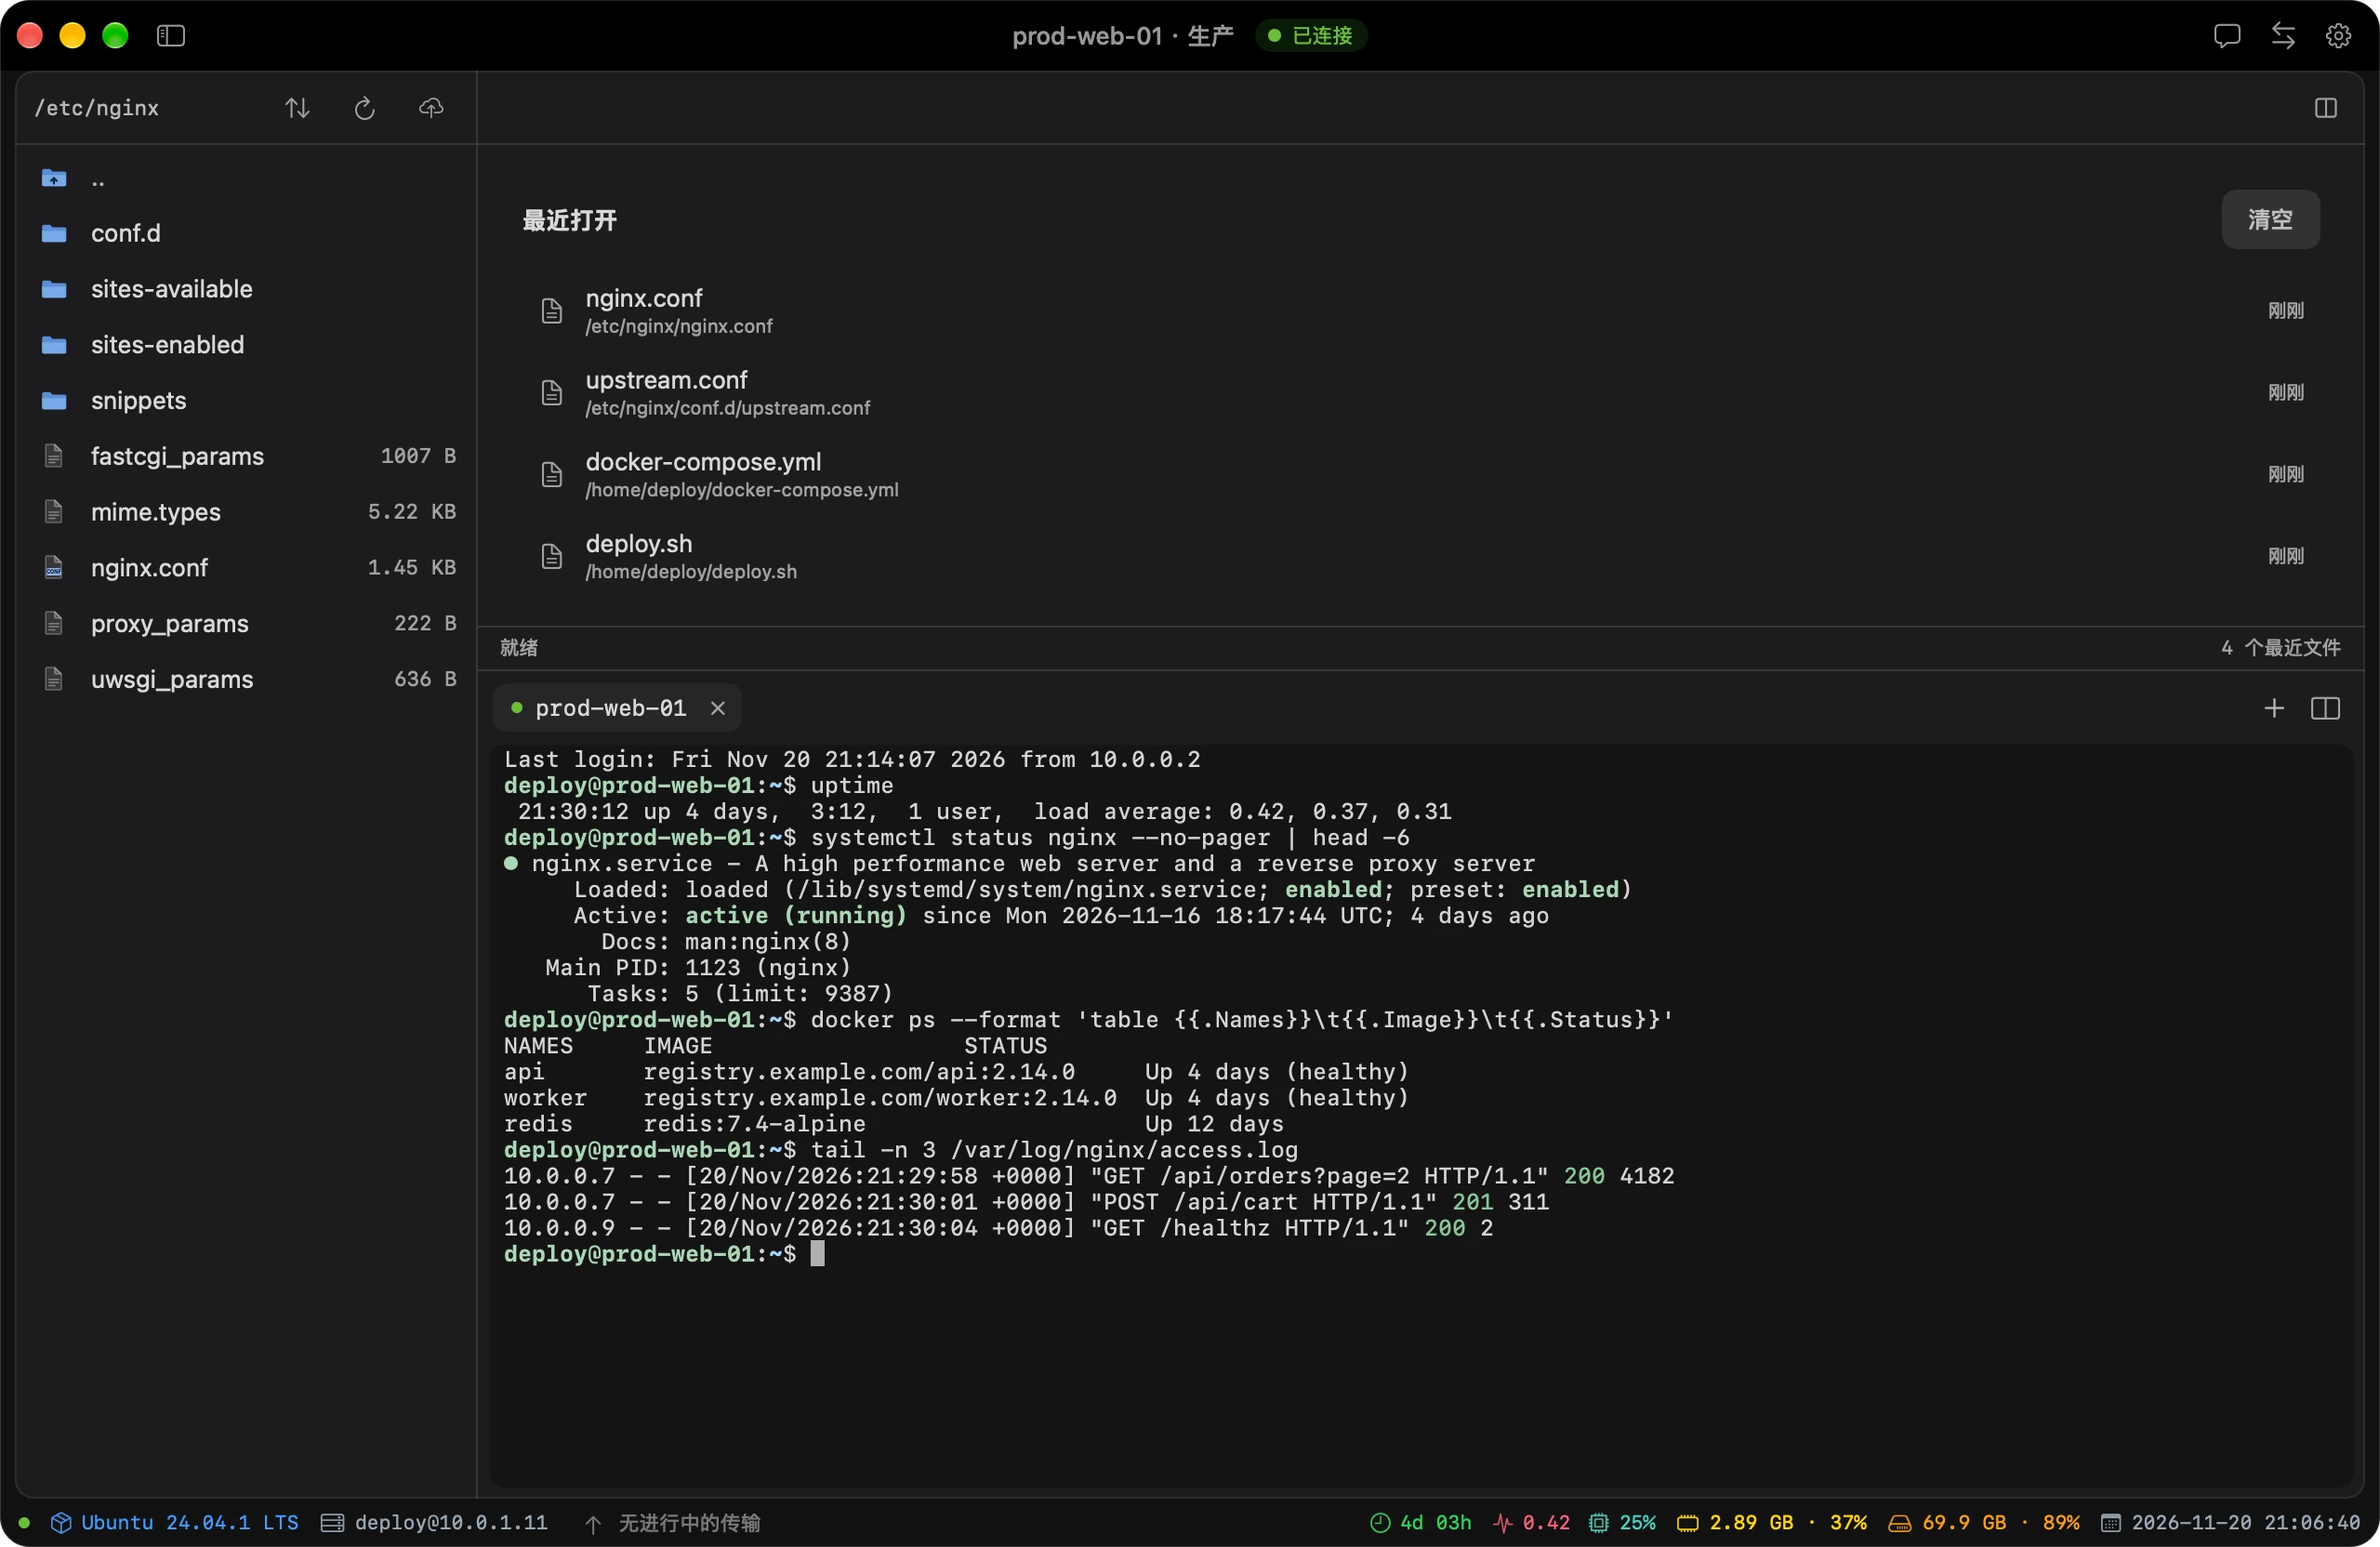 prod-web-01 · 生产
已连接
/etc/nginx
..
conf.d
sites-available
sites-enabled
snippets
fastcgi_params 1007 B
mime.types 5.22 KB
nginx.conf 1.45 KB
proxy_params 222 B
uwsgi_params 636 B
最近打开
清空
nginx.conf
/etc/nginx/nginx.conf
刚刚
upstream.conf
/etc/nginx/conf.d/upstream.conf
刚刚
docker-compose.yml
/home/deploy/docker-compose.yml
刚刚
deploy.sh
/home/deploy/deploy.sh
刚刚
就绪
4 个最近文件
prod-web-01
Last login: Fri Nov 20 21:14:07 2026 from 10.0.0.2
deploy@prod-web-01:~$ uptime
 21:30:12 up 4 days,  3:12,  1 user,  load average: 0.42, 0.37, 0.31
deploy@prod-web-01:~$ systemctl status nginx --no-pager | head -6
● nginx.service - A high performance web server and a reverse proxy server
     Loaded: loaded (/lib/systemd/system/nginx.service; enabled; preset: enabled)
     Active: active (running) since Mon 2026-11-16 18:17:44 UTC; 4 days ago
       Docs: man:nginx(8)
   Main PID: 1123 (nginx)
      Tasks: 5 (limit: 9387)
deploy@prod-web-01:~$ docker ps --format 'table {{.Names}}\t{{.Image}}\t{{.Status}}'
NAMES     IMAGE                  STATUS
api       registry.example.com/api:2.14.0     Up 4 days (healthy)
worker    registry.example.com/worker:2.14.0  Up 4 days (healthy)
redis     redis:7.4-alpine                    Up 12 days
deploy@prod-web-01:~$ tail -n 3 /var/log/nginx/access.log
10.0.0.7 - - [20/Nov/2026:21:29:58 +0000] "GET /api/orders?page=2 HTTP/1.1" 200 4182
10.0.0.7 - - [20/Nov/2026:21:30:01 +0000] "POST /api/cart HTTP/1.1" 201 311
10.0.0.9 - - [20/Nov/2026:21:30:04 +0000] "GET /healthz HTTP/1.1" 200 2
deploy@prod-web-01:~$
Ubuntu 24.04.1 LTS
deploy@10.0.1.11
无进行中的传输
4d 03h
0.42
25%
2.89 GB · 37%
69.9 GB · 89%
2026-11-20 21:06:40